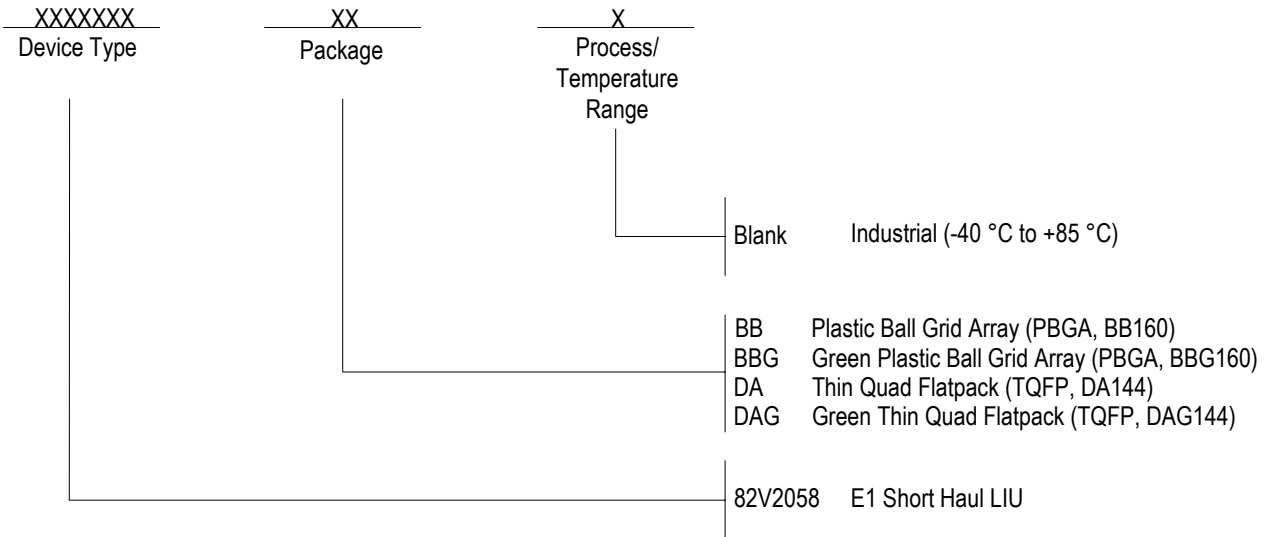 XXXXXXX XX X
Device Type Package Process/
Temperature
Range
Blank Industrial (-40 °C to +85 °C)
BB Plastic Ball Grid Array (PBGA, BB160)
BBG Green Plastic Ball Grid Array (PBGA, BBG160)
DA Thin Quad Flatpack (TQFP, DA144)
DAG Green Thin Quad Flatpack (TQFP, DAG144)
82V2058 E1 Short Haul LIU